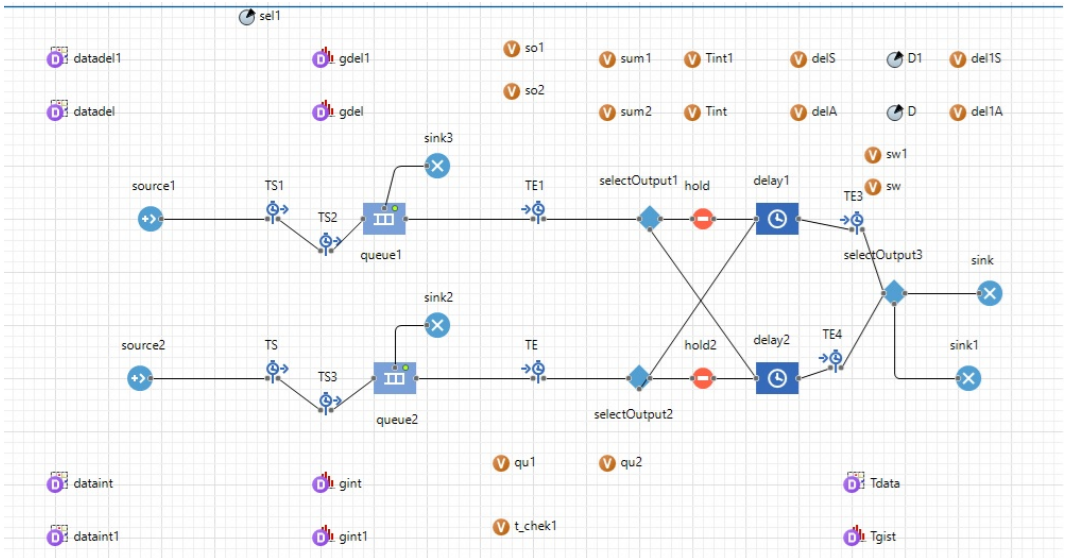 sel1
datadel1
gdel1
so1
sum1
Tint1
delS
D1
del1S
so2
datadel
gdel
sum2
Tint
delA
D
del1A
sink3
sw1
source1
TS1
TE1
selectOutput1
hold
delay1
sw
TE3
TS2
queue1
selectOutput3
sink
sink2
source2
TS
TE
hold2
delay2
TE4
sink1
TS3
queue2
selectOutput2
qu1
qu2
dataint
gint
Tdata
t_chek1
dataint1
gint1
Tgist